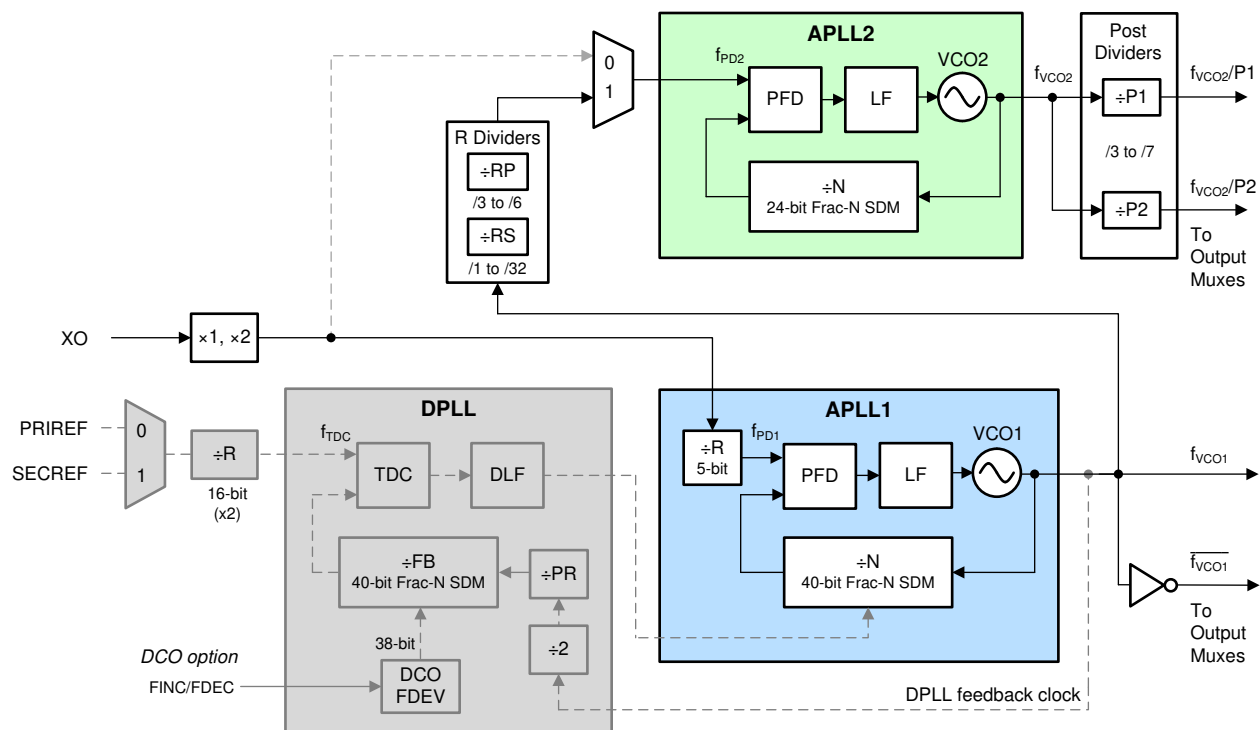 APLL2
Post
Dividers
0
1
f_PD2
VCO2
f_VCO2
f_VCO2/P1
PFD
LF
÷P1
R Dividers
÷RP
/3 to /6
÷RS
/1 to /32
÷N
24-bit Frac-N SDM
/3 to /7
÷P2
f_VCO2/P2
To
Output
Muxes
XO
×1, ×2
DPLL
APLL1
PRIREF
SECREF
0
1
÷R
16-bit
(x2)
f_TDC
TDC
DLF
÷R
5-bit
f_PD1
VCO1
PFD
LF
f_VCO1
÷FB
40-bit Frac-N SDM
÷PR
÷N
40-bit Frac-N SDM
f_VCO1
To
Output
Muxes
38-bit
÷2
DCO option
FINC/FDEC
DCO
FDEV
DPLL feedback clock